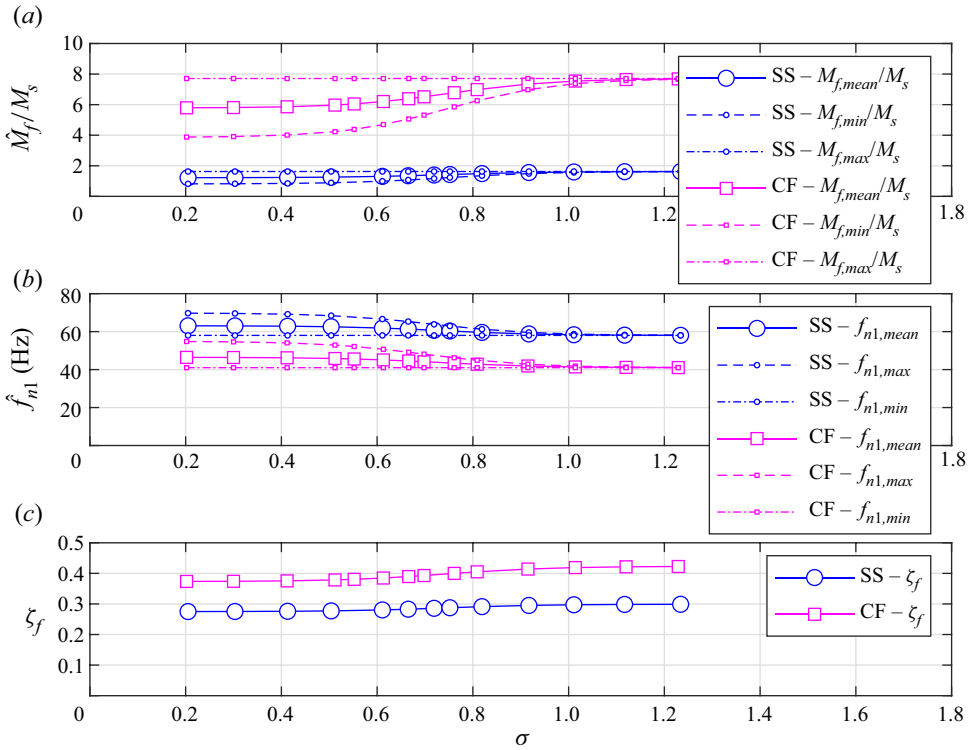 (a)
10
8
6
4
2
0
0.2
0.4
0.6
0.8
1.0
1.2
1.8
M̂f/Ms
SS – Mf,mean/Ms
SS – Mf,min/Ms
SS – Mf,max/Ms
CF – Mf,mean/Ms
CF – Mf,min/Ms
CF – Mf,max/Ms
(b)
80
60
40
20
0
0.2
0.4
0.6
0.8
1.0
1.2
1.8
f̂n1 (Hz)
SS – fn1,mean
SS – fn1,max
SS – fn1,min
CF – fn1,mean
CF – fn1,max
CF – fn1,min
(c)
0.5
0.4
0.3
0.2
0.1
0
0.2
0.4
0.6
0.8
1.0
1.2
1.4
1.6
1.8
ζf
σ
SS – ζf
CF – ζf